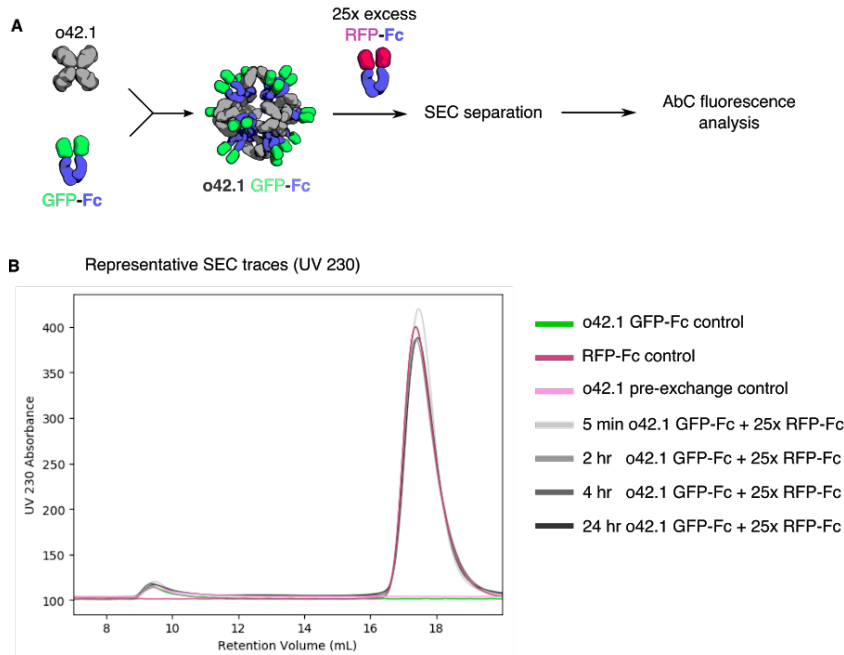 A
o42.1
GFP-Fc
o42.1 GFP-Fc
25x excess
RFP-Fc
SEC separation
AbC fluorescence
analysis
B
Representative SEC traces (UV 230)
UV 230 Absorbance
400
350
300
250
200
150
100
8
10
12
14
16
18
Retention Volume (mL)
o42.1 GFP-Fc control
RFP-Fc control
o42.1 pre-exchange control
5 min o42.1 GFP-Fc + 25x RFP-Fc
2 hr o42.1 GFP-Fc + 25x RFP-Fc
4 hr o42.1 GFP-Fc + 25x RFP-Fc
24 hr o42.1 GFP-Fc + 25x RFP-Fc